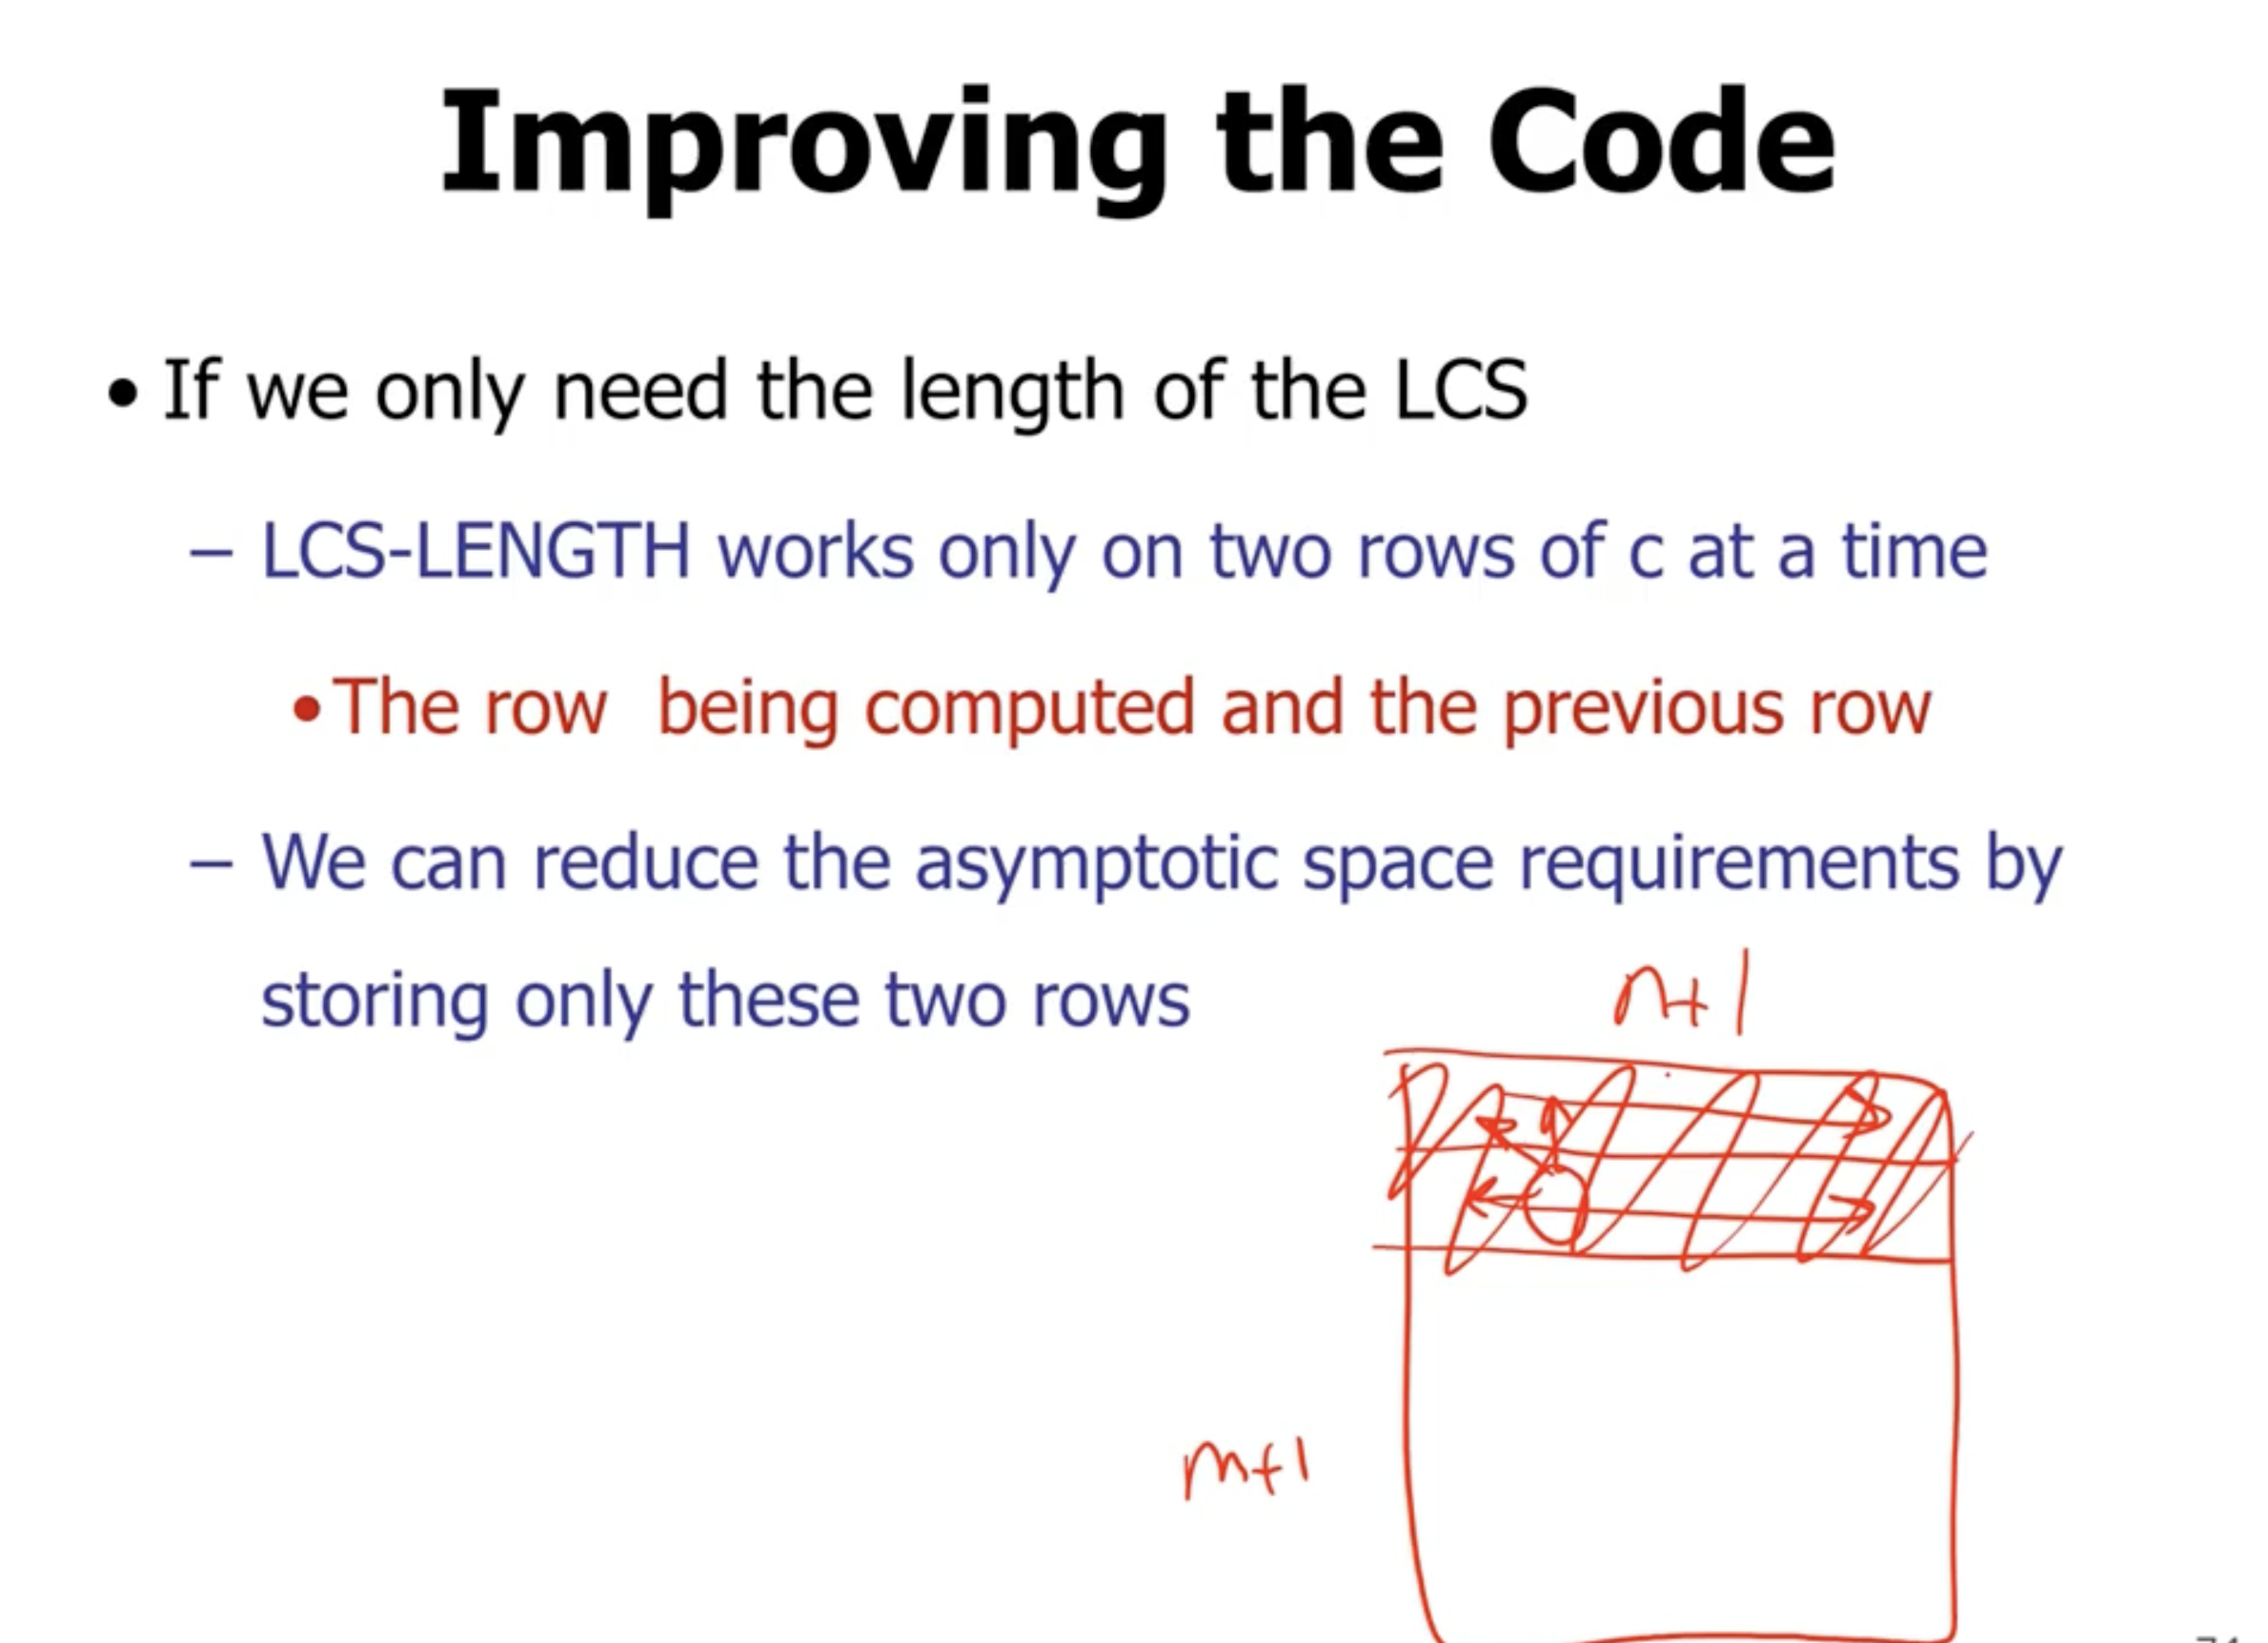 Improving the Code
• If we only need the length of the LCS
– LCS-LENGTH works only on two rows of c at a time
• The row being computed and the previous row
– We can reduce the asymptotic space requirements by
storing only these two rows
n+1
m+1